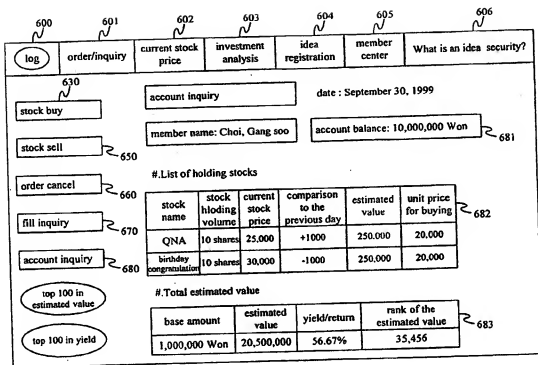 600 601 602 603 604 605 606
log order/inquiry current stock price investment analysis idea registration member center What is an idea security?
630
account inquiry date : September 30, 1999
stock buy
member name: Choi, Gang soo account balance: 10,000,000 Won 681
stock sell 650
#.List of holding stocks
order cancel 660
stock name stock hloding volume current stock price comparison to the previous day estimated value unit price for buying 682
fill inquiry 670
QNA 10 shares 25,000 +1000 250.000 20,000
account inquiry 680
birthday congratulation 10 shares 30,000 -1000 250,000 20,000
top 100 in estimated value
#.Total estimated value
base amount estimated value yield/return rank of the estimated value 683
top 100 in yield
1,000,000 Won 20,500,000 56.67% 35,456